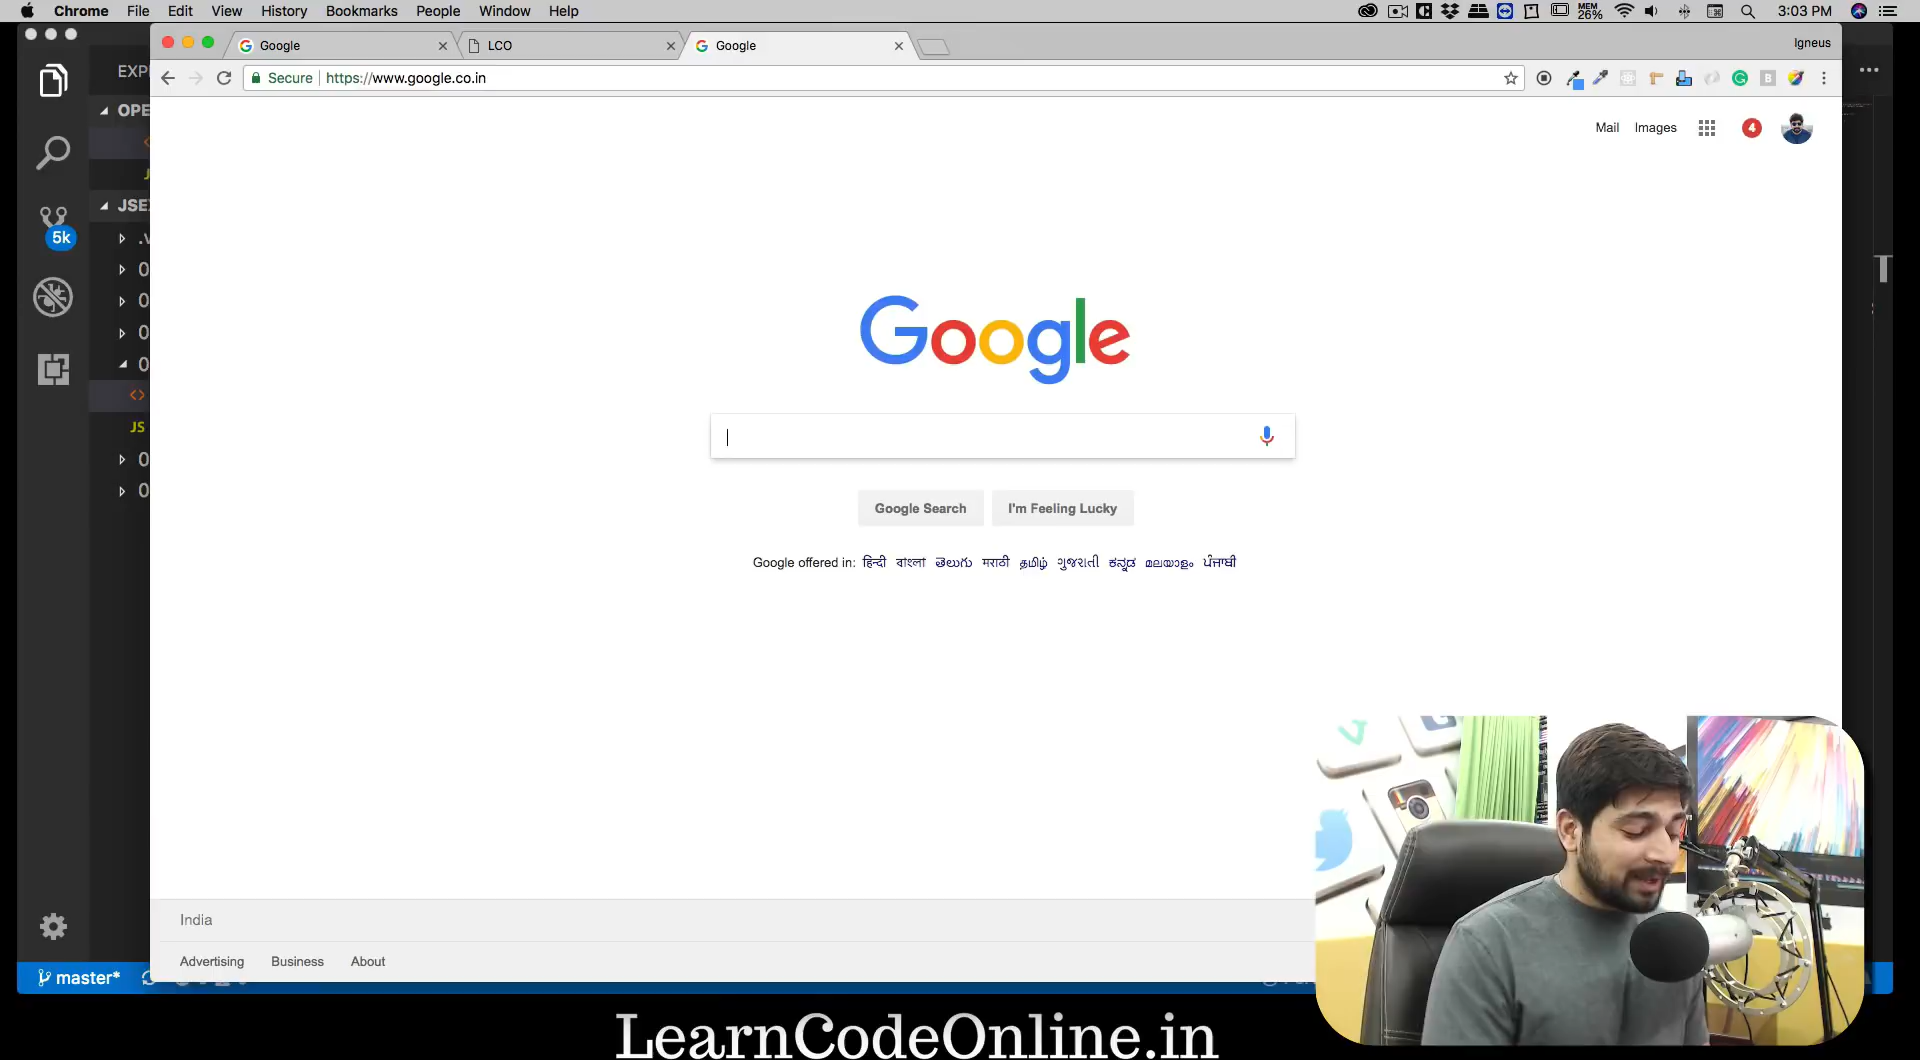 Chrome File Edit View History Bookmarks People Window Help
MEM
26%
3:03 PM
Google
LCO
Google
Igneus
Secure
https://www.google.co.in
OPE
JSE
5k
JS
Mail Images
4
Google
Google Search
I'm Feeling Lucky
Google offered in: हिन्दी বাংলা తెలుగు मराठी தமிழ் ગુજરાતી ಕನ್ನಡ മലയാളം ਪੰਜਾਬੀ
India
Advertising Business About
master*
LearnCodeOnline.in